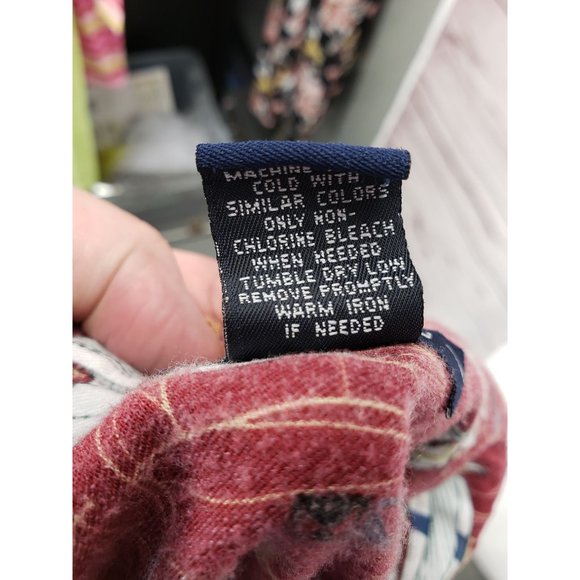 MACHINE
COLD WITH
SIMILAR COLORS
ONLY NON-
CHLORINE BLEACH
WHEN NEEDED
TUMBLE DRY LOW
REMOVE PROMPTLY
WARM IRON
IF NEEDED